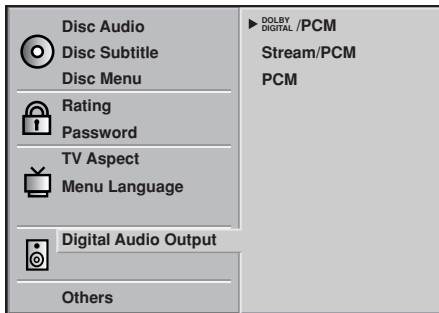 Disc Audio
Disc Subtitle
Disc Menu
Rating
Password
TV Aspect
Menu Language
Digital Audio Output
Others
DOLBY DIGITAL /PCM
Stream/PCM
PCM